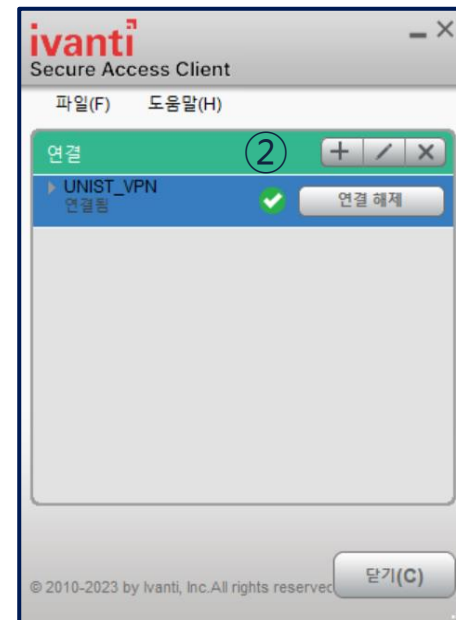 ivanti
Secure Access Client
파일(F) 도움말(H)
연결 ②
UNIST_VPN
연결됨
연결 해제
© 2010-2023 by Ivanti, Inc.All rights reserved
닫기(C)